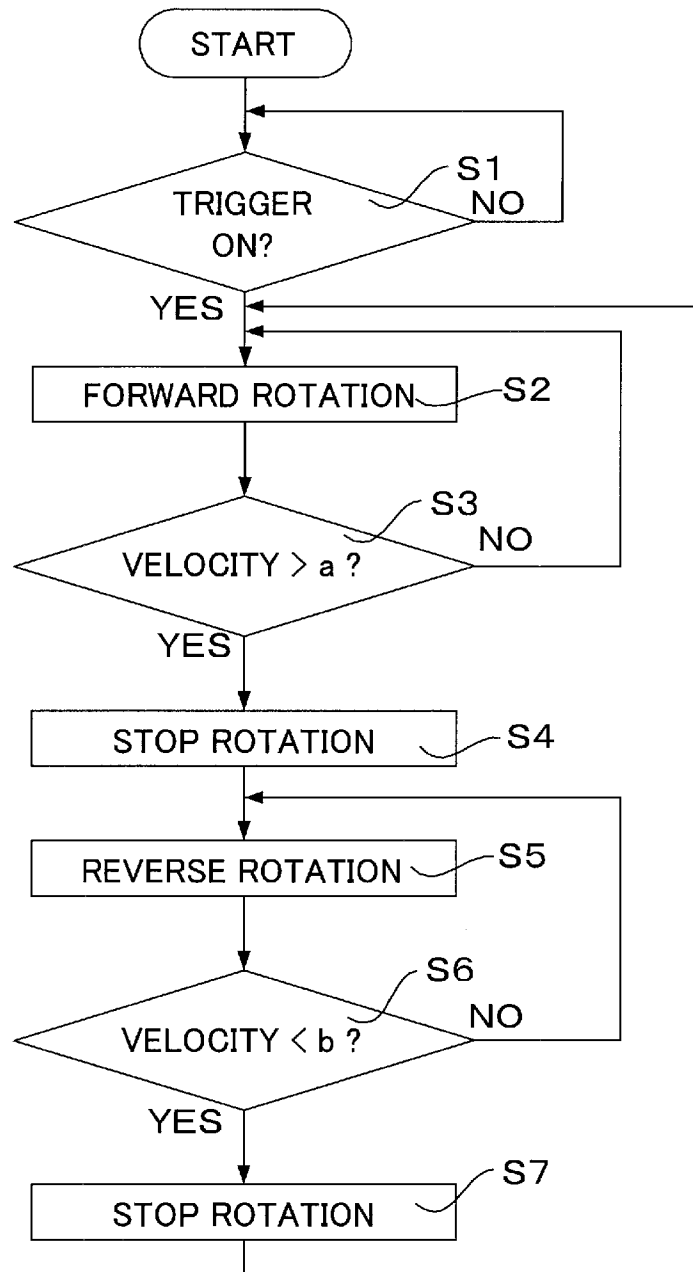 START
S1
TRIGGER
ON?
NO
YES
FORWARD ROTATION
S2
S3
VELOCITY > a ?
NO
YES
STOP ROTATION
S4
REVERSE ROTATION
S5
S6
VELOCITY < b ?
NO
YES
STOP ROTATION
S7